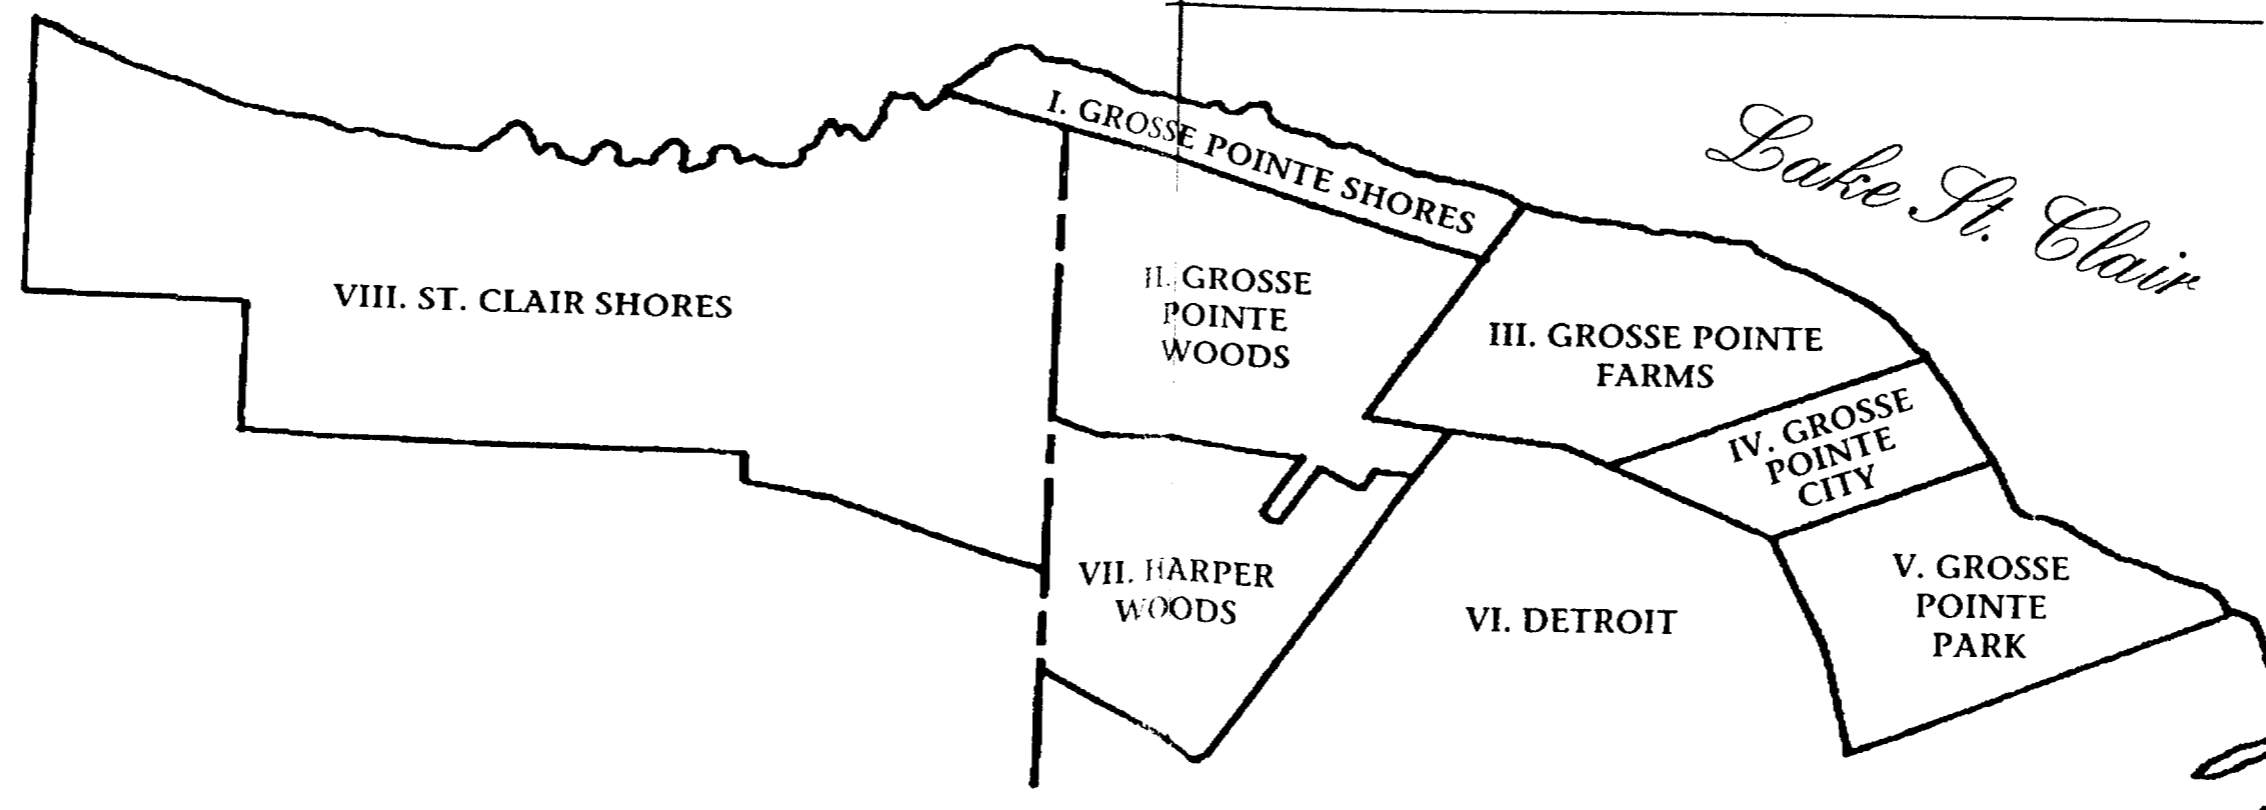 I. GROSSE POINTE SHORES
Lake St. Clair
VIII. ST. CLAIR SHORES
II. GROSSE
POINTE
WOODS
III. GROSSE POINTE
FARMS
IV. GROSSE
POINTE
CITY
V. GROSSE
POINTE
PARK
VI. DETROIT
VII. HARPER
WOODS